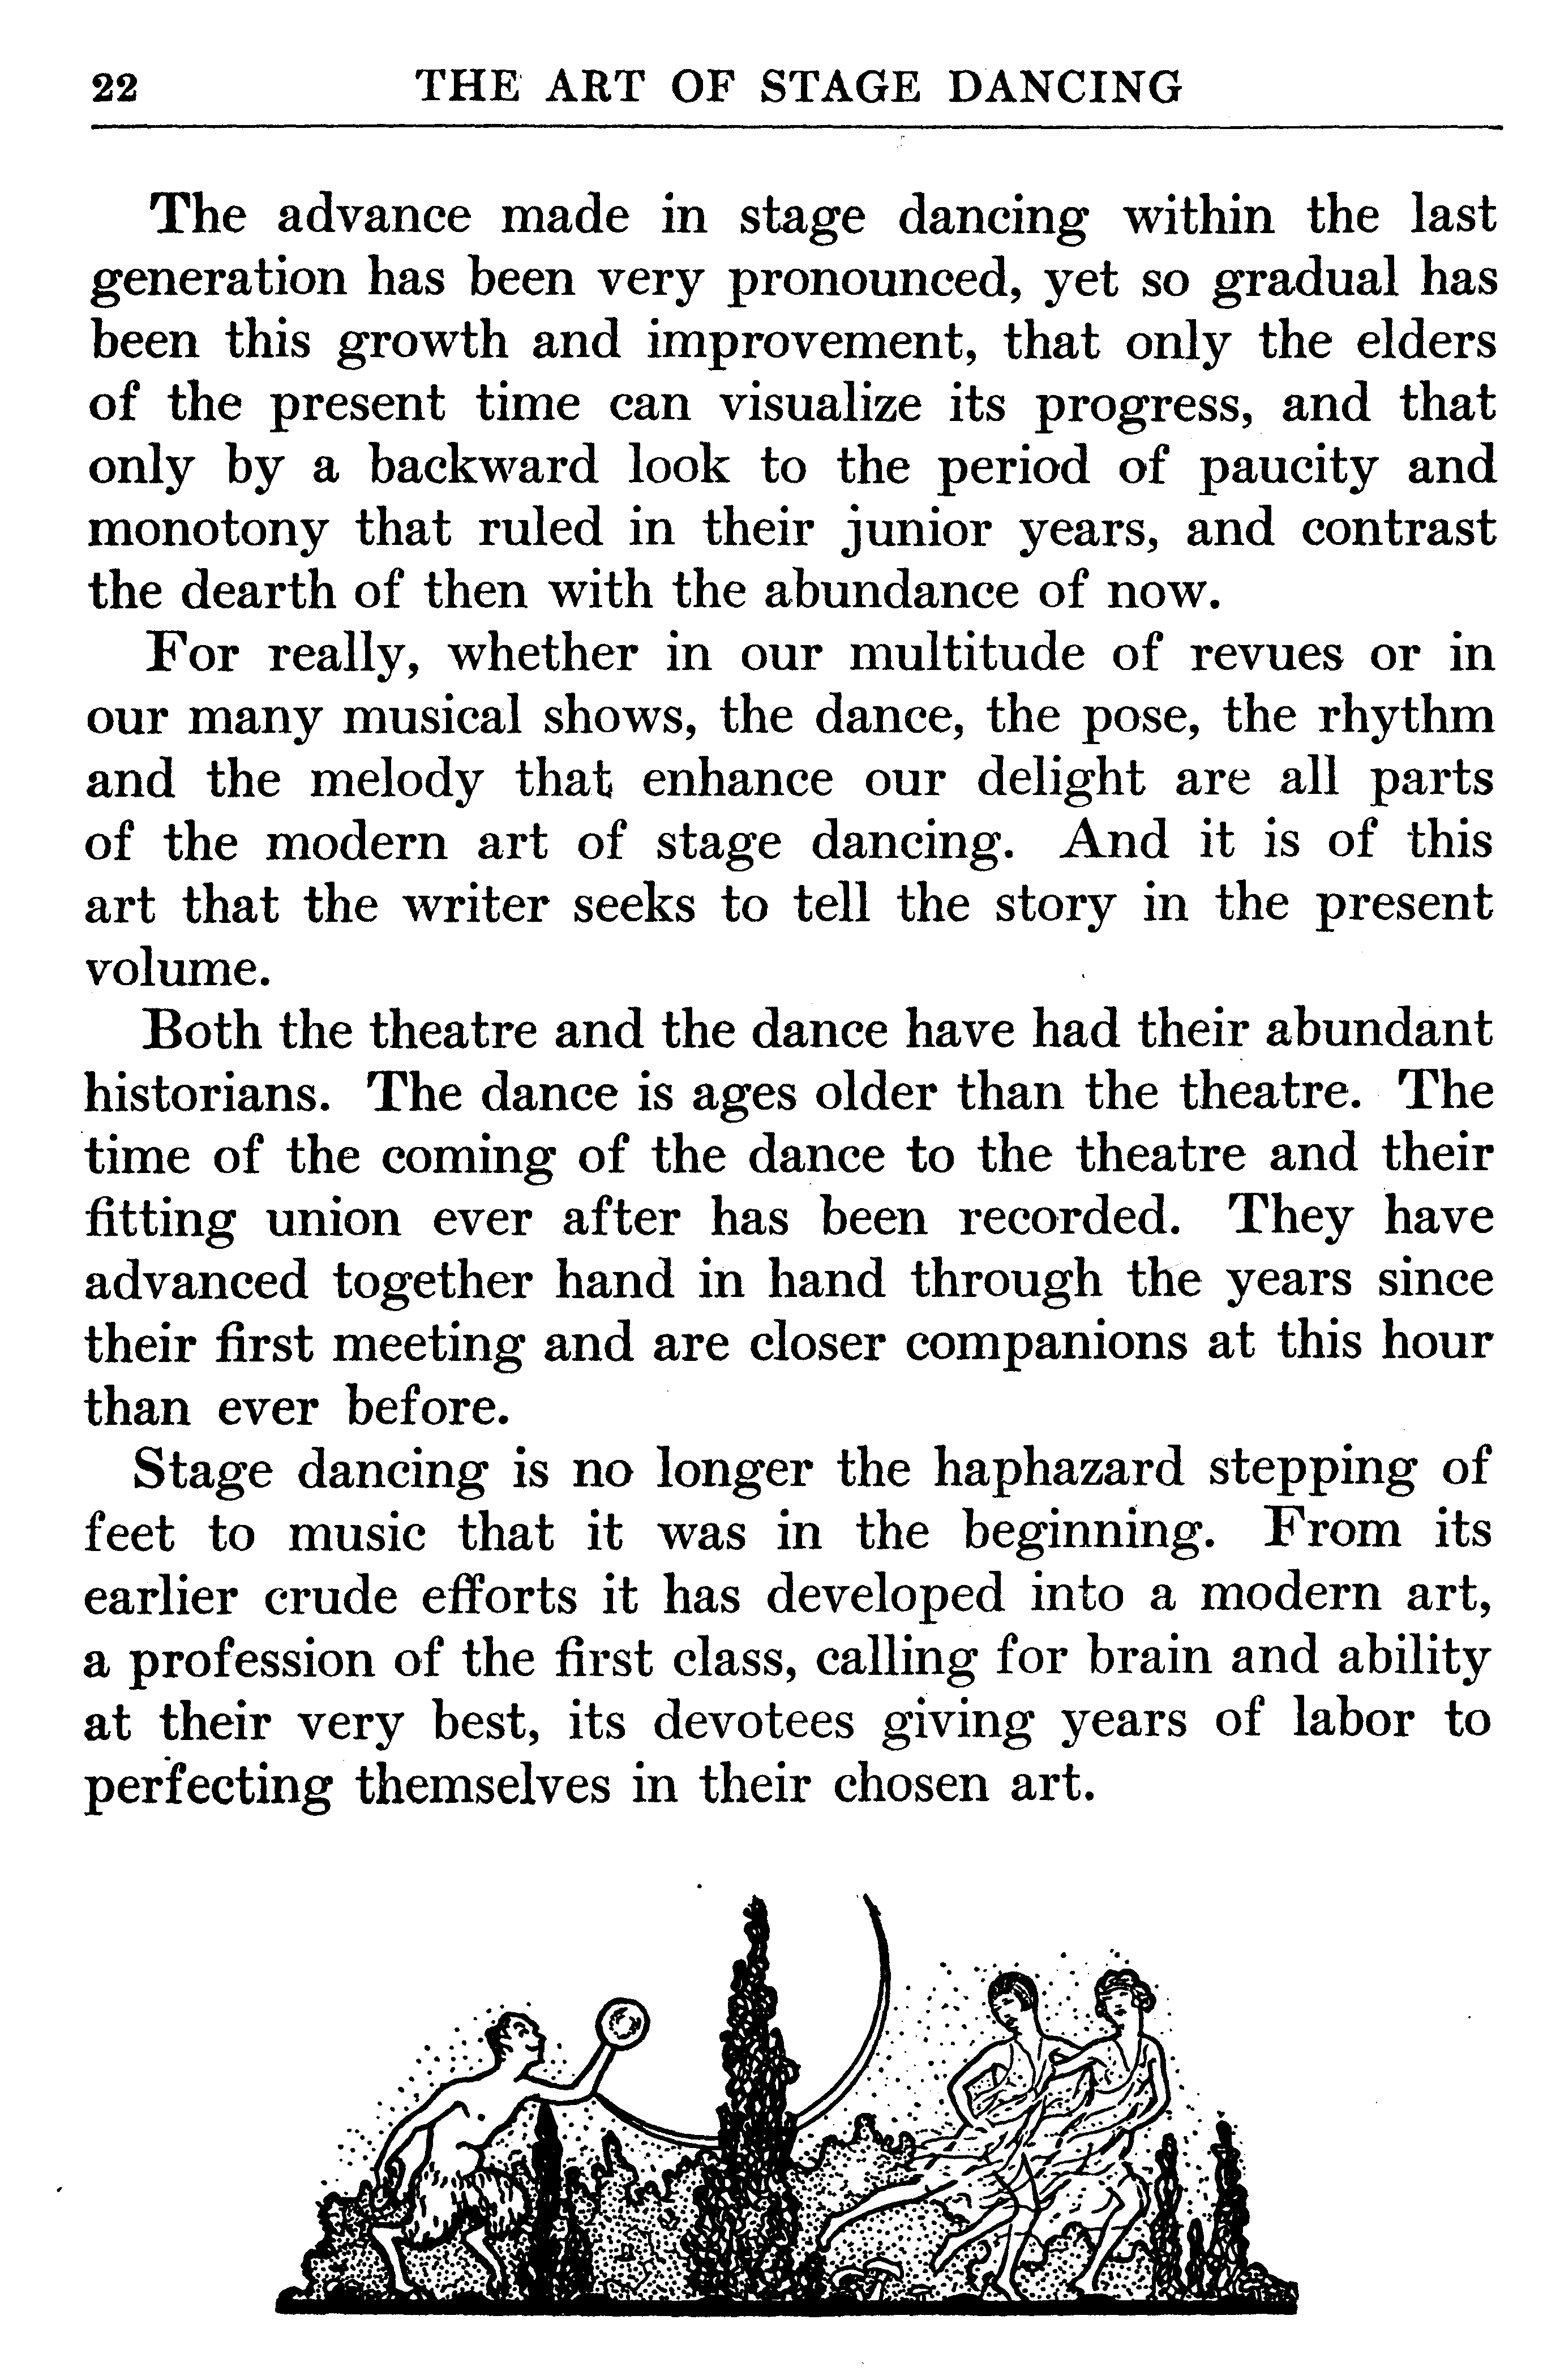 22 THE ART OF STAGE DANCING
The advance made in stage dancing within the last
generation has been very pronounced, yet so gradual has
been this growth and improvement, that only the elders
of the present time can visualize its progress, and that
only by a backward look to the period of paucity and
monotony that ruled in their junior years, and contrast
the dearth of then with the abundance of now.
For really, whether in our multitude of revues or in
our many musical shows, the dance, the pose, the rhythm
and the melody that enhance our delight are all parts
of the modern art of stage dancing. And it is of this
art that the writer seeks to tell the story in the present
volume.
Both the theatre and the dance have had their abundant
historians. The dance is ages older than the theatre. The
time of the coming of the dance to the theatre and their
fitting union ever after has been recorded. They have
advanced together hand in hand through the years since
their first meeting and are closer companions at this hour
than ever before.
Stage dancing is no longer the haphazard stepping of
feet to music that it was in the beginning. From its
earlier crude efforts it has developed into a modern art,
a profession of the first class, calling for brain and ability
at their very best, its devotees giving years of labor to
perfecting themselves in their chosen art.